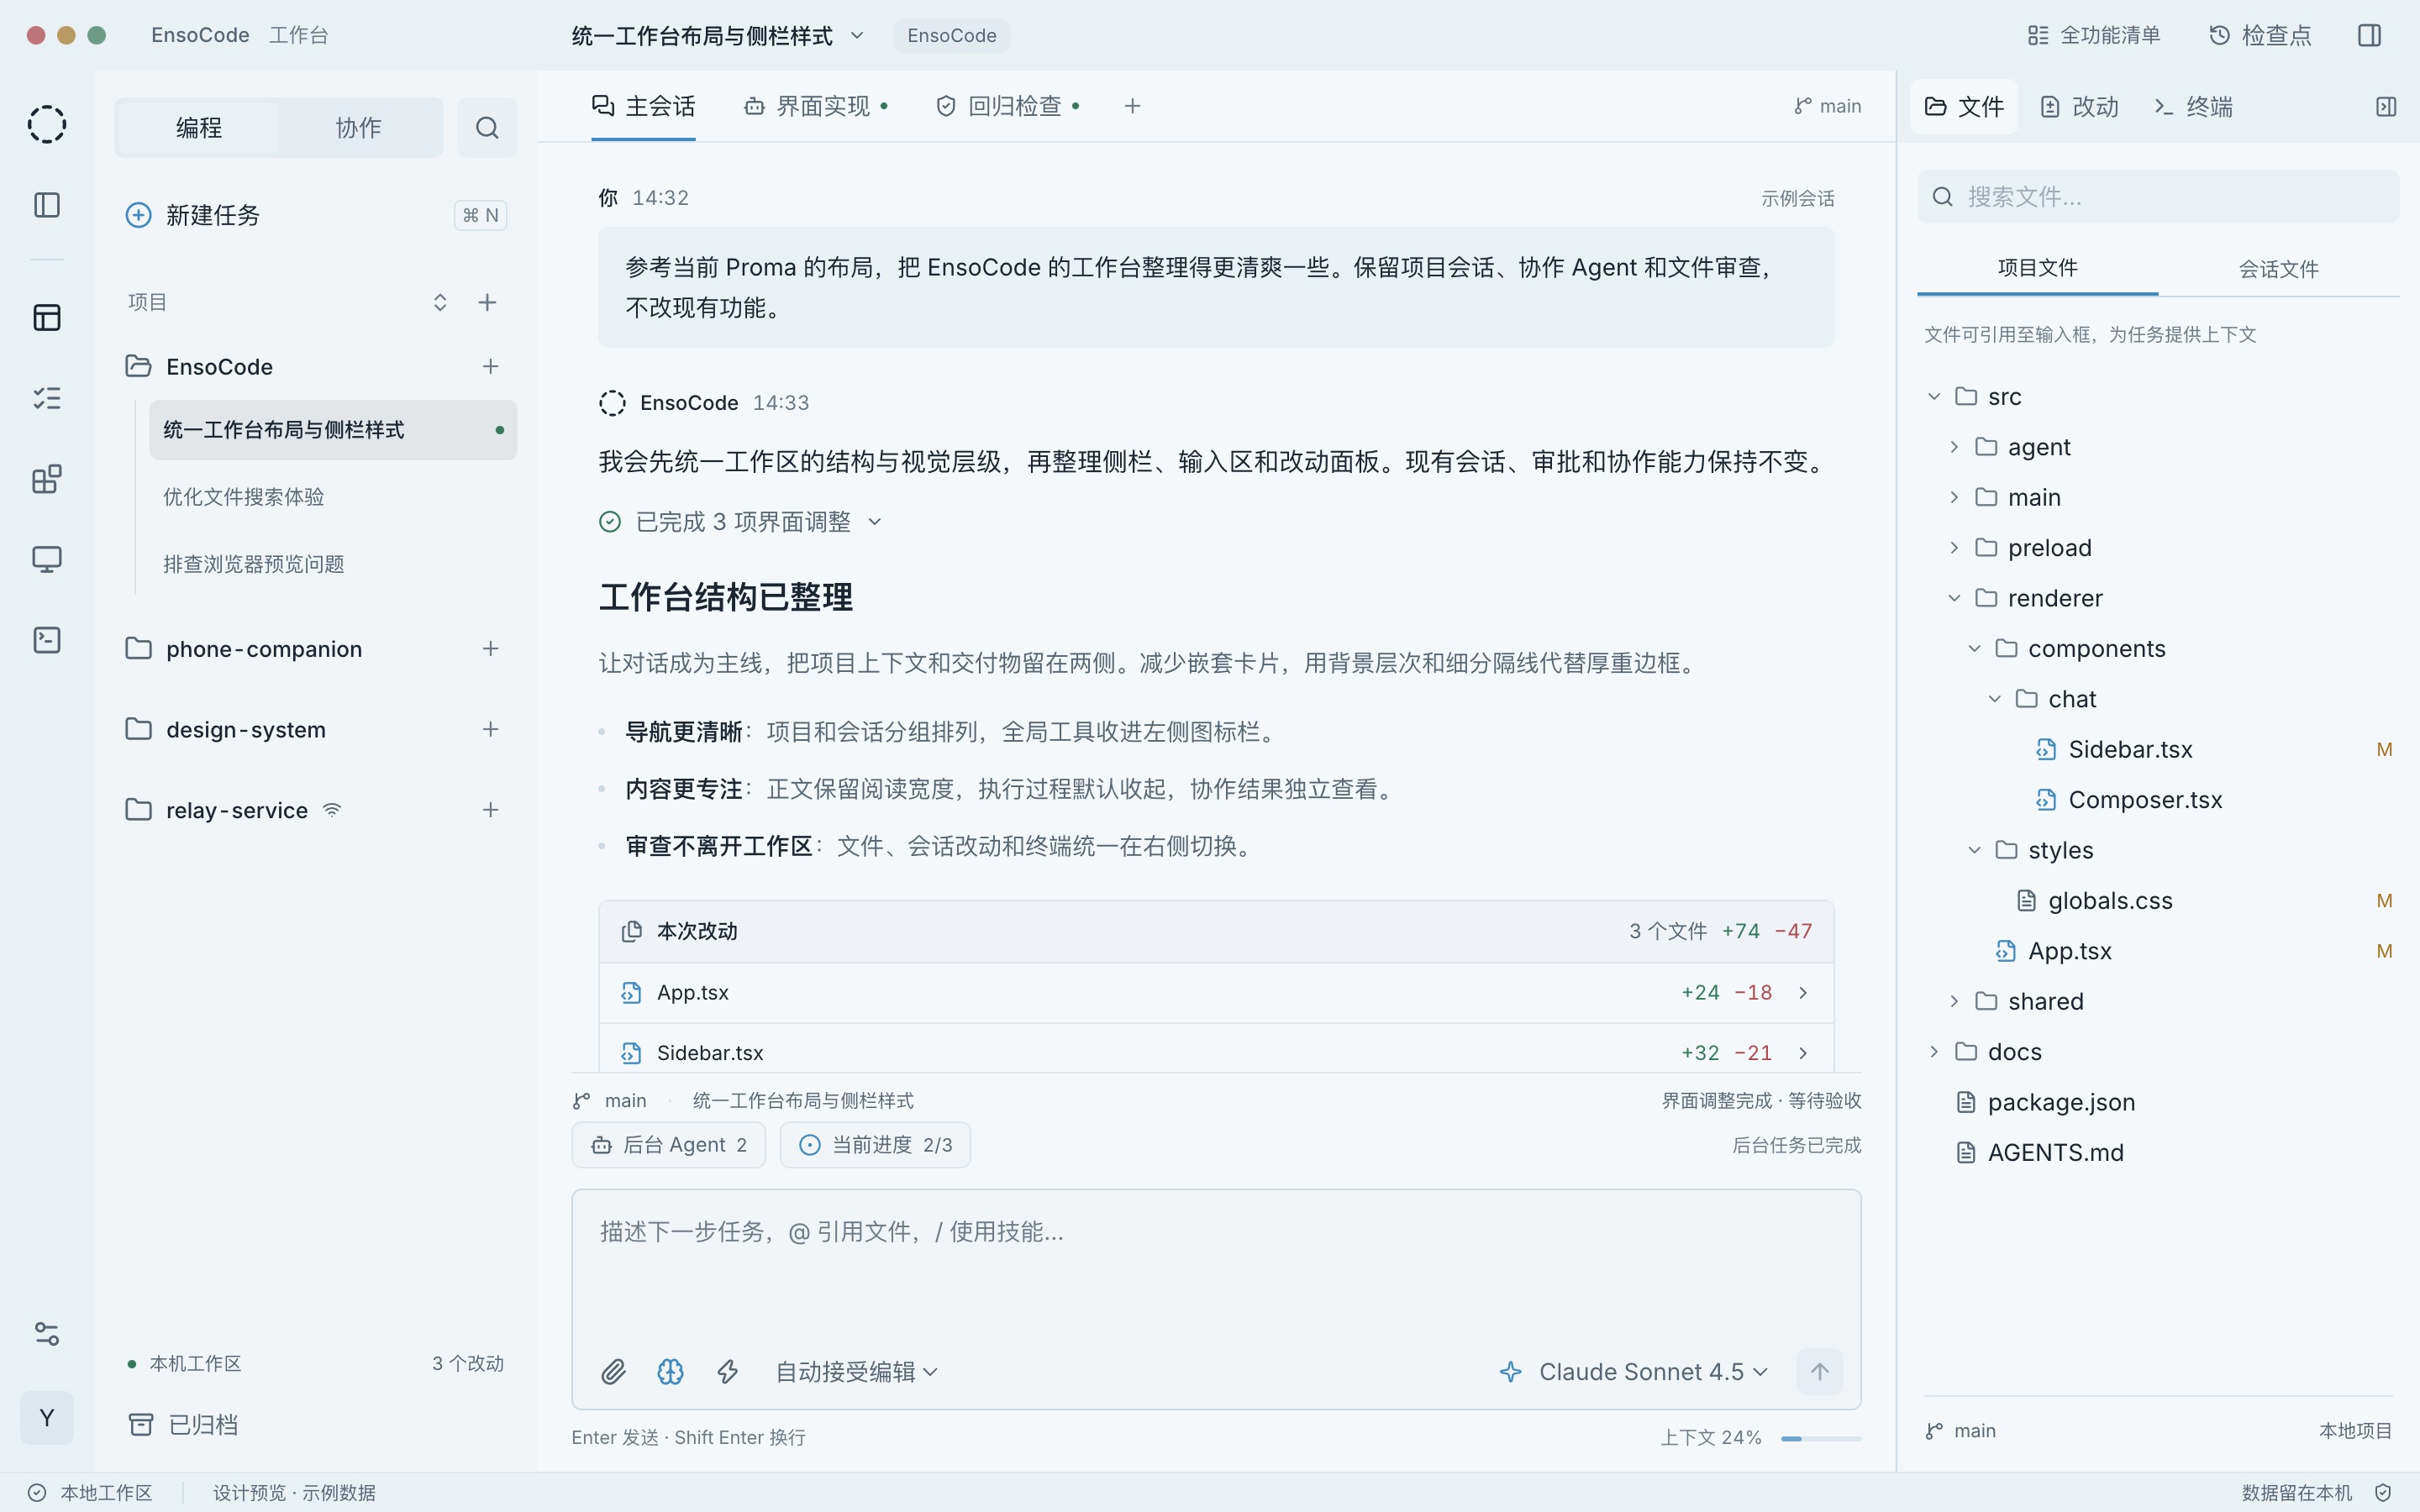 EnsoCode 工作台
统一工作台布局与侧栏样式 EnsoCode
全功能清单 检查点
编程 协作
新建任务 ⌘ N
项目
EnsoCode
统一工作台布局与侧栏样式
优化文件搜索体验
排查浏览器预览问题
phone-companion
design-system
relay-service
本机工作区 3 个改动
Y
已归档
主会话 界面实现 回归检查 main
你 14:32 示例会话
参考当前 Proma 的布局，把 EnsoCode 的工作台整理得更清爽一些。保留项目会话、协作 Agent 和文件审查，
不改现有功能。
EnsoCode 14:33
我会先统一工作区的结构与视觉层级，再整理侧栏、输入区和改动面板。现有会话、审批和协作能力保持不变。
已完成 3 项界面调整
工作台结构已整理
让对话成为主线，把项目上下文和交付物留在两侧。减少嵌套卡片，用背景层次和细分隔线代替厚重边框。
导航更清晰：项目和会话分组排列，全局工具收进左侧图标栏。
内容更专注：正文保留阅读宽度，执行过程默认收起，协作结果独立查看。
审查不离开工作区：文件、会话改动和终端统一在右侧切换。
本次改动 3 个文件 +74 −47
App.tsx +24 −18
Sidebar.tsx +32 −21
main · 统一工作台布局与侧栏样式 界面调整完成 · 等待验收
后台 Agent 2 当前进度 2/3 后台任务已完成
描述下一步任务，@ 引用文件，/ 使用技能...
自动接受编辑 Claude Sonnet 4.5
Enter 发送 · Shift Enter 换行 上下文 24%
文件 改动 终端
搜索文件...
项目文件 会话文件
文件可引用至输入框，为任务提供上下文
src
agent
main
preload
renderer
components
chat
Sidebar.tsx M
Composer.tsx
styles
globals.css M
App.tsx M
shared
docs
package.json
AGENTS.md
main 本地项目
本地工作区 设计预览 · 示例数据 数据留在本机